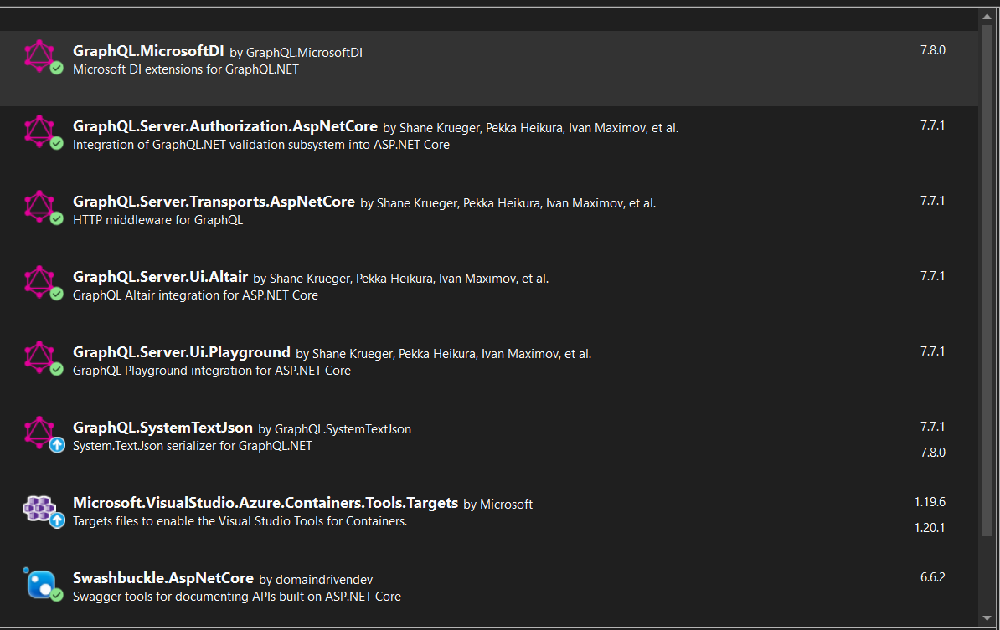 GraphQL.MicrosoftDI by GraphQL.MicrosoftDI 7.8.0
Microsoft DI extensions for GraphQL.NET
GraphQL.Server.Authorization.AspNetCore by Shane Krueger, Pekka Heikura, Ivan Maximov, et al. 7.7.1
Integration of GraphQL.NET validation subsystem into ASP.NET Core
GraphQL.Server.Transports.AspNetCore by Shane Krueger, Pekka Heikura, Ivan Maximov, et al. 7.7.1
HTTP middleware for GraphQL
GraphQL.Server.Ui.Altair by Shane Krueger, Pekka Heikura, Ivan Maximov, et al. 7.7.1
GraphQL Altair integration for ASP.NET Core
GraphQL.Server.Ui.Playground by Shane Krueger, Pekka Heikura, Ivan Maximov, et al. 7.7.1
GraphQL Playground integration for ASP.NET Core
GraphQL.SystemTextJson by GraphQL.SystemTextJson 7.7.1
System.Text.Json serializer for GraphQL.NET 7.8.0
Microsoft.VisualStudio.Azure.Containers.Tools.Targets by Microsoft 1.19.6
Targets files to enable the Visual Studio Tools for Containers. 1.20.1
Swashbuckle.AspNetCore by domaindrivendev 6.6.2
Swagger tools for documenting APIs built on ASP.NET Core